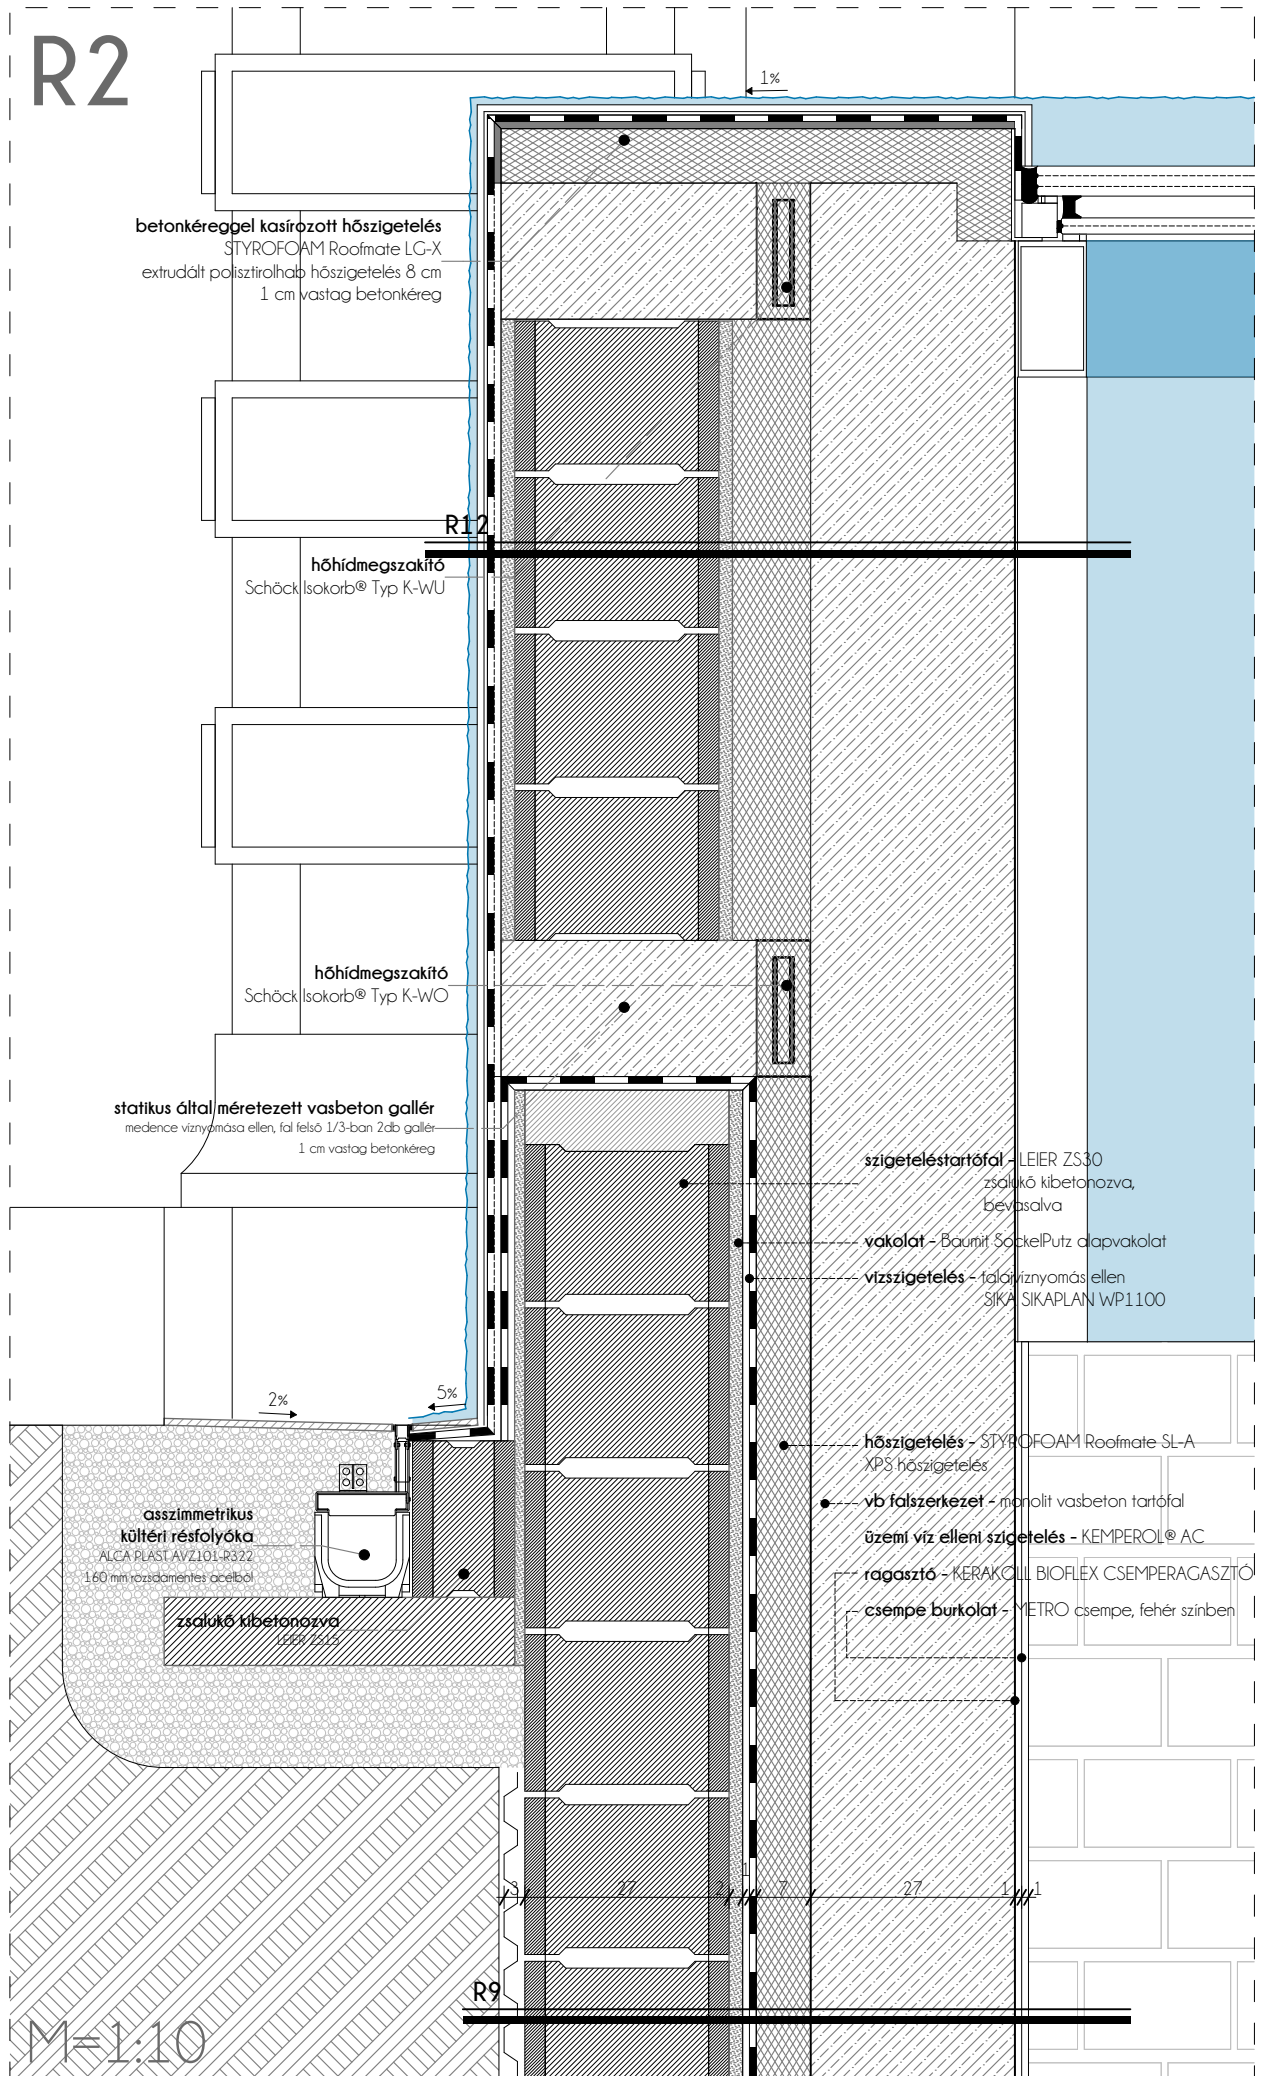 R2
1%
betonkéreggel kasírozott hőszigetelés
STYROFOAM Roofmate LG-X
extrudált polisztirolhab hőszigetelés 8 cm
1 cm vastag betonkéreg
R12
hőhídmegszakító
Schöck Isokorb® Typ K-WU
hőhídmegszakító
Schöck Isokorb® Typ K-WO
statikus által méretezett vasbeton gallér
medence víznyomása ellen, fal felső 1/3-ban 2db gallér
1 cm vastag betonkéreg
szigeteléstartófal - LEIER ZS30
zsalukő kibetonozva,
bevasalva
vakolat - Baumit SockelPutz alapvakolat
vízszigetelés - talajvíznyomás ellen
SIKA SIKAPLAN WP1100
2%
5%
hőszigetelés - STYROFOAM Roofmate SL-A
XPS hőszigetelés
vb falszerkezet - monolit vasbeton tartófal
üzemi víz elleni szigetelés - KEMPEROL® AC
ragasztó - KERAKOLL BIOFLEX CSEMPERAGASZTÓ
csempe burkolat - METRO csempe, fehér színben
asszimmetrikus
kültéri résfolyóka
ALCA PLAST AVZ101-R322
160 mm rozsdamentes acélból
zsalukő kibetonozva
LEIER ZS15
3 27 2 1 7 27 1 1
R9
M=1:10